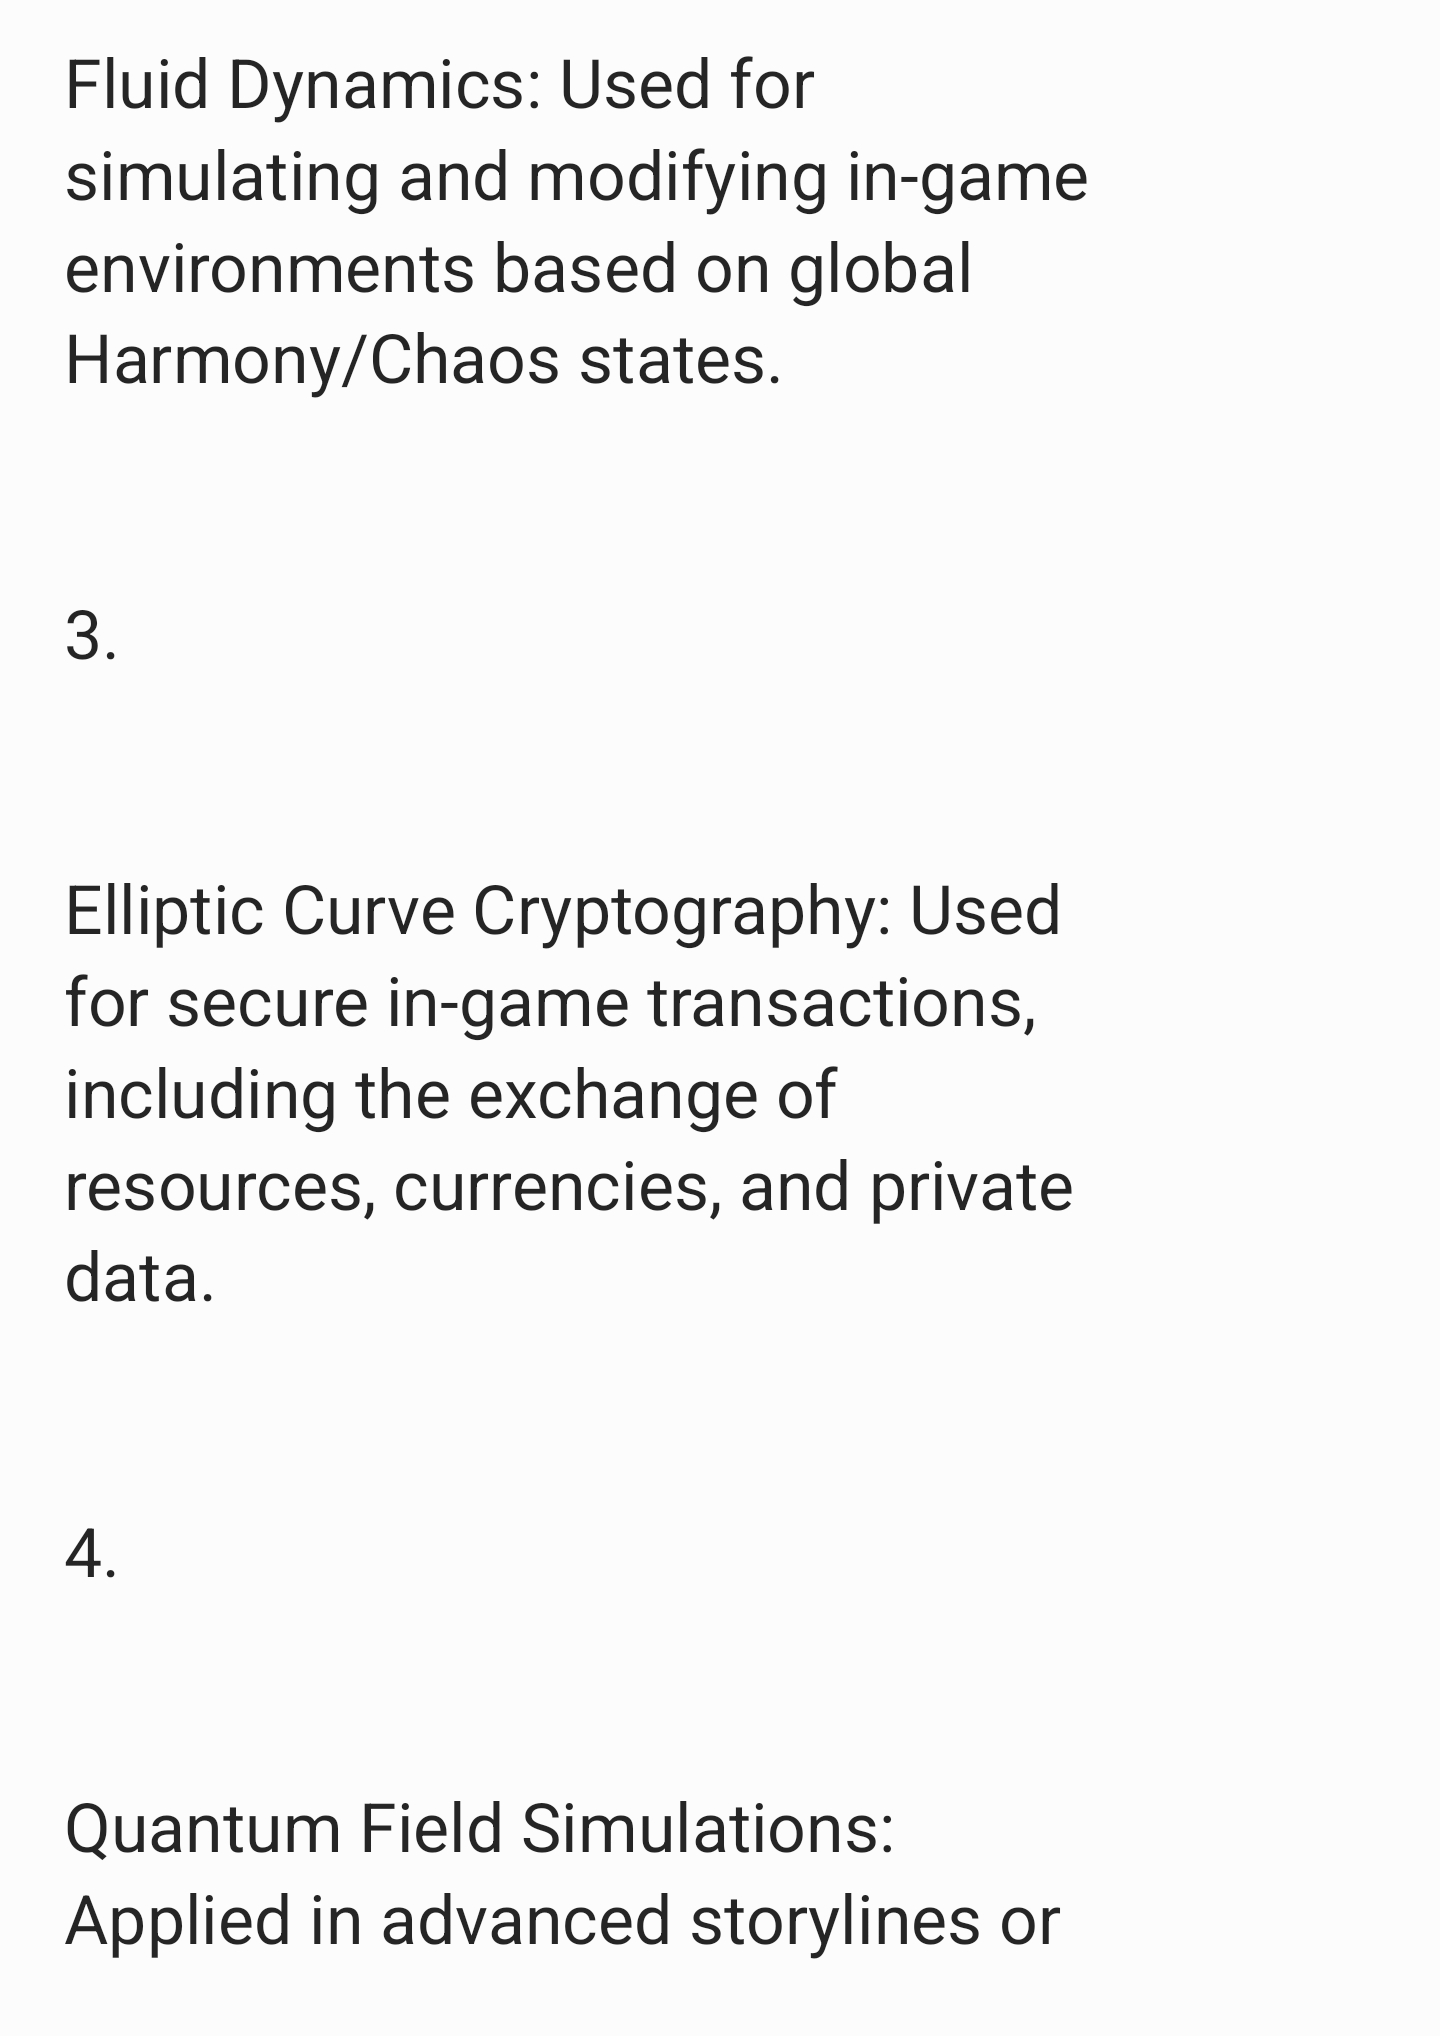 Fluid Dynamics: Used for
simulating and modifying in-game
environments based on global
Harmony/Chaos states.
3.
Elliptic Curve Cryptography: Used
for secure in-game transactions,
including the exchange of
resources, currencies, and private
data.
4.
Quantum Field Simulations:
Applied in advanced storylines or